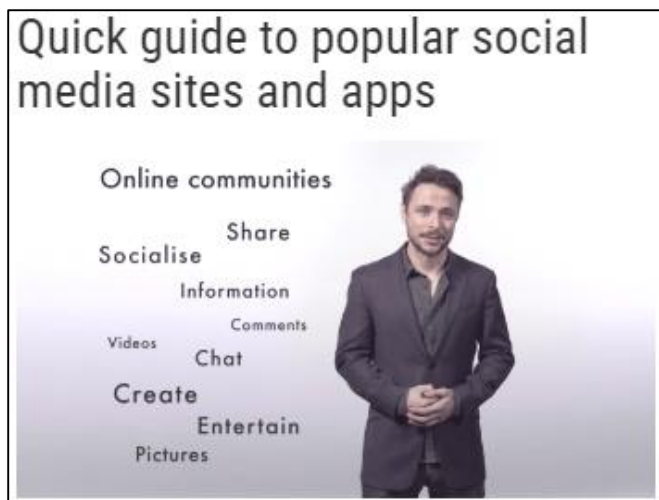 Quick guide to popular social
media sites and apps
Online communities
Share
Socialise
Information
Comments
Videos
Chat
Create
Entertain
Pictures